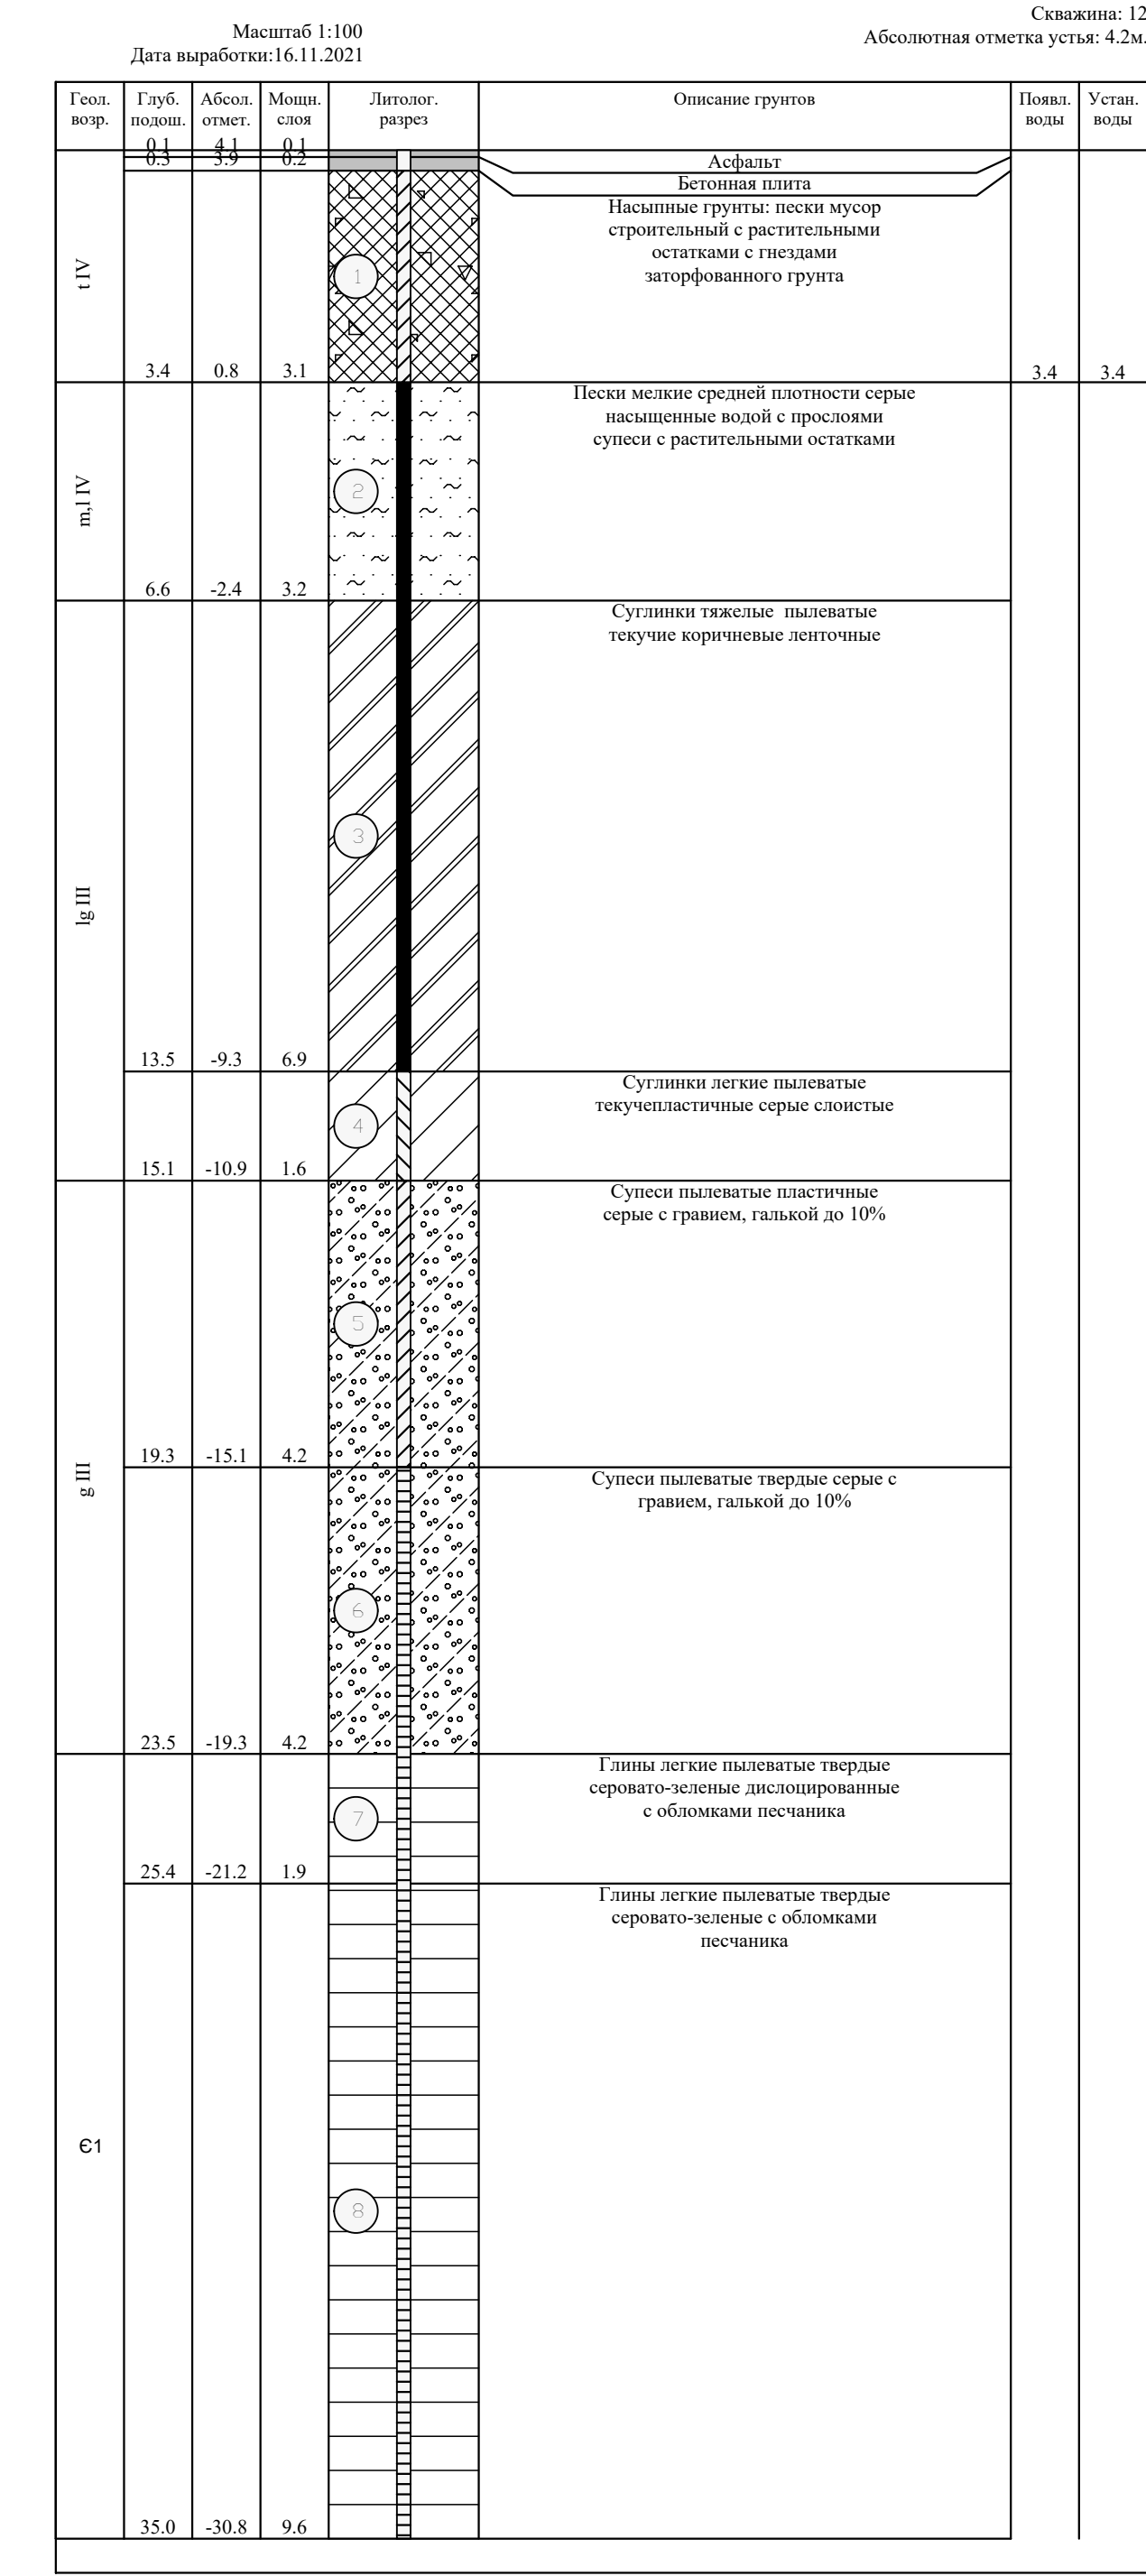 Масштаб 1:100
Дата выработки:16.11.2021
Скважина: 12
Абсолютная отметка устья: 4.2м.
Геол. возр.
Глуб. подош.
Абсол. отмет.
Мощн. слоя
Литолог. разрез
Описание грунтов
Появл. воды
Устан. воды
0.1 4.1 0.1
Асфальт
0.3 3.9 0.2
Бетонная плита
t IV
Насыпные грунты: пески мусор
строительный с растительными
остатками с гнездами
заторфованного грунта
1
3.4 0.8 3.1 3.4 3.4
m,l IV
Пески мелкие средней плотности серые
насыщенные водой с прослоями
супеси с растительными остатками
2
6.6 -2.4 3.2
lg III
Суглинки тяжелые пылеватые
текучие коричневые ленточные
3
13.5 -9.3 6.9
Суглинки легкие пылеватые
текучепластичные серые слоистые
4
15.1 -10.9 1.6
g III
Супеси пылеватые пластичные
серые с гравием, галькой до 10%
5
19.3 -15.1 4.2
Супеси пылеватые твердые серые с
гравием, галькой до 10%
6
23.5 -19.3 4.2
Є1
Глины легкие пылеватые твердые
серовато-зеленые дислоцированные
с обломками песчаника
7
25.4 -21.2 1.9
Глины легкие пылеватые твердые
серовато-зеленые с обломками
песчаника
8
35.0 -30.8 9.6